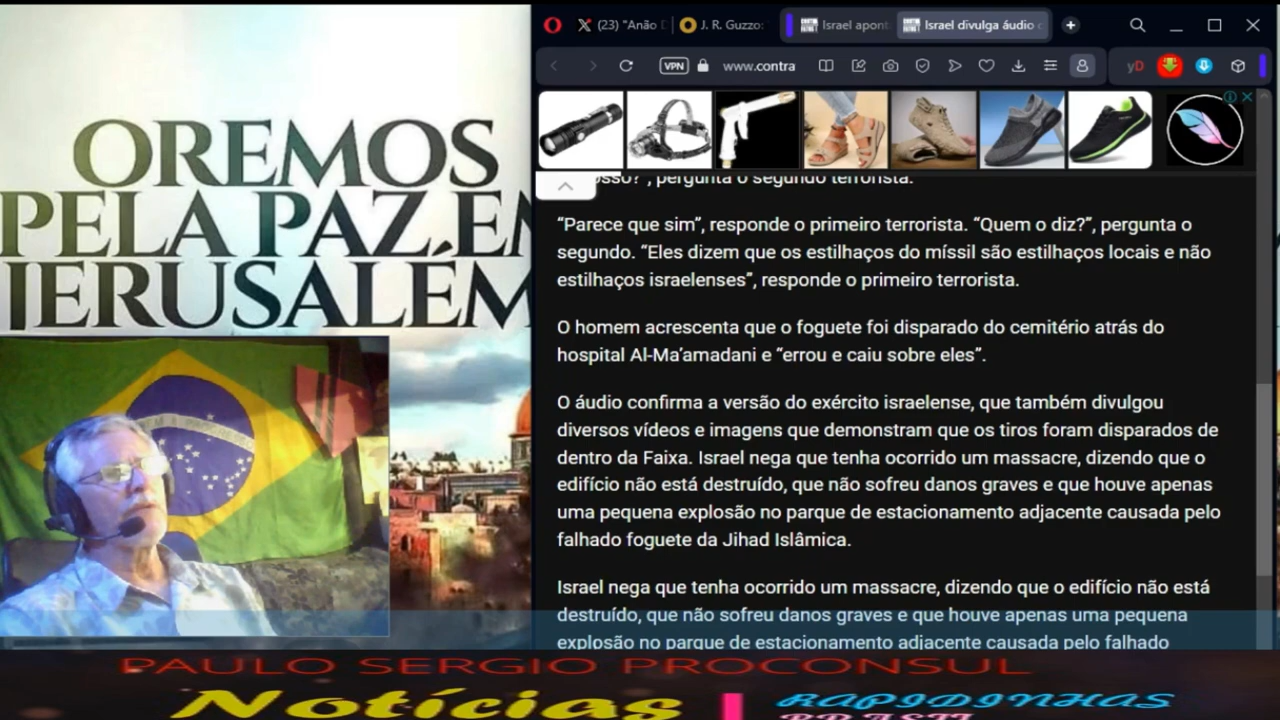 OREMOS
PELA PAZ EM
JERUSALÉM
(23) "Anão
J. R. Guzzo:
Israel apont
Israel divulga áudio
VPN
www.contra
yD
?", pergunta o segundo terrorista.
“Parece que sim”, responde o primeiro terrorista. “Quem o diz?”, pergunta o
segundo. “Eles dizem que os estilhaços do míssil são estilhaços locais e não
estilhaços israelenses”, responde o primeiro terrorista.
O homem acrescenta que o foguete foi disparado do cemitério atrás do
hospital Al-Ma’amadani e “errou e caiu sobre eles”.
O áudio confirma a versão do exército israelense, que também divulgou
diversos vídeos e imagens que demonstram que os tiros foram disparados de
dentro da Faixa. Israel nega que tenha ocorrido um massacre, dizendo que o
edifício não está destruído, que não sofreu danos graves e que houve apenas
uma pequena explosão no parque de estacionamento adjacente causada pelo
falhado foguete da Jihad Islâmica.
Israel nega que tenha ocorrido um massacre, dizendo que o edifício não está
destruído, que não sofreu danos graves e que houve apenas uma pequena
explosão no parque de estacionamento adjacente causada pelo falhado
PAULO SERGIO PROCONSUL
Notícias
RAPIDINHAS
BRASIL